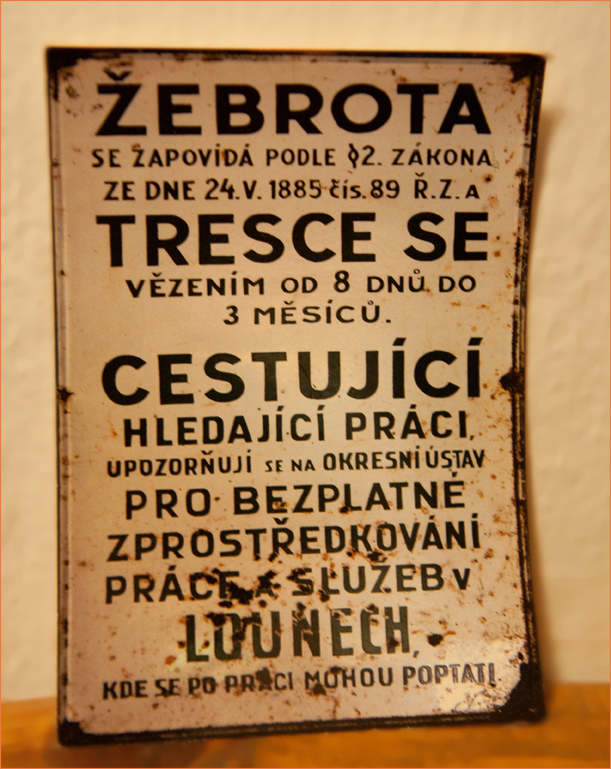 ŽEBROTA
SE ZAPOVÍDÁ PODLE §2. ZÁKONA
ZE DNE 24.V. 1885 čís. 89 Ř.Z. A
TRESCE SE
VĚZENÍM OD 8 DNŮ DO
3 MĚSÍCŮ.
CESTUJÍCÍ
HLEDAJÍCÍ PRÁCI,
UPOZORŇUJÍ SE NA OKRESNÍ ÚSTAV
PRO BEZPLATNÉ
ZPROSTŘEDKOVÁNÍ
PRÁCE A SLUŽEB V
LOUNECH,
KDE SE PO PRÁCI MOHOU POPTATI.